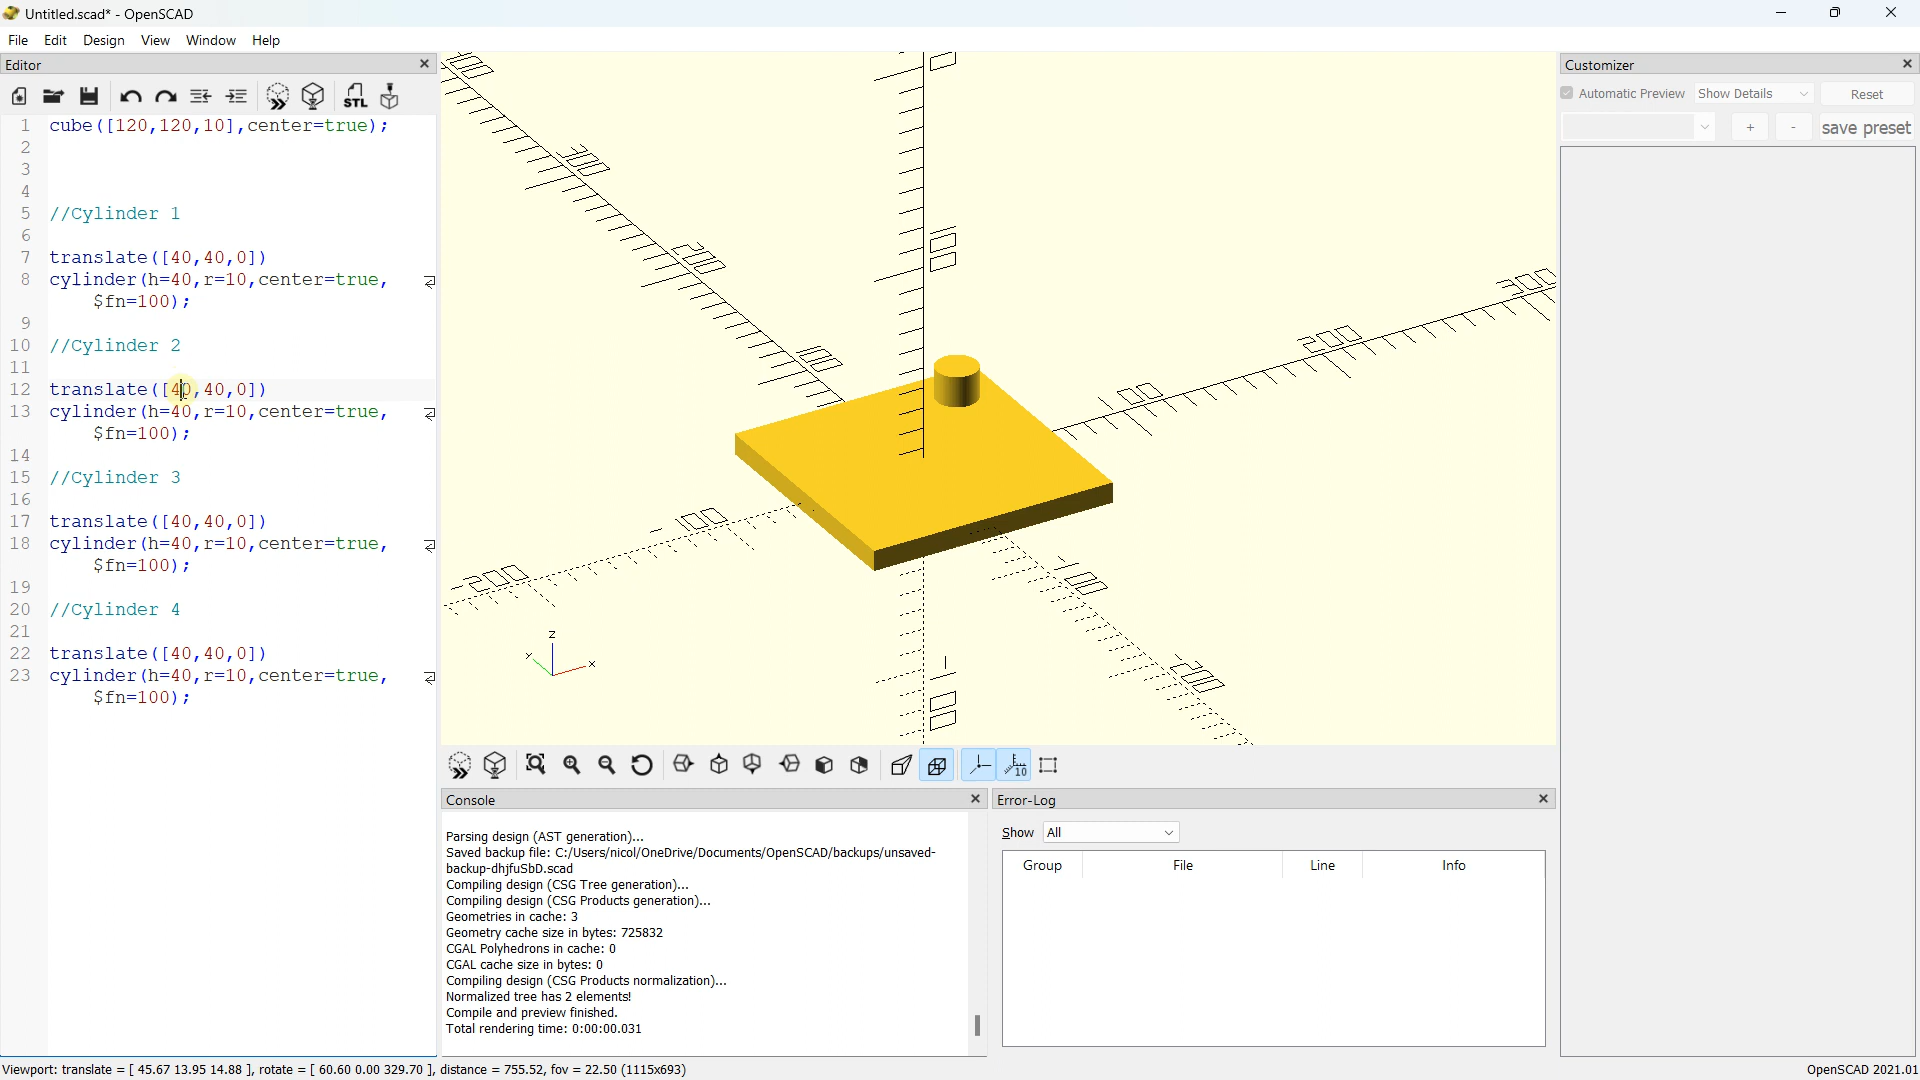 Untitled.scad* - OpenSCAD
File Edit Design View Window Help
Editor
STL
1 cube([120,120,10],center=true);
2
3
4
5 //Cylinder 1
6
7 translate([40,40,0])
8 cylinder(h=40,r=10,center=true,
$fn=100);
9
10 //Cylinder 2
11
12 translate([40,40,0])
13 cylinder(h=40,r=10,center=true,
$fn=100);
14
15 //Cylinder 3
16
17 translate([40,40,0])
18 cylinder(h=40,r=10,center=true,
$fn=100);
19
20 //Cylinder 4
21
22 translate([40,40,0])
23 cylinder(h=40,r=10,center=true,
$fn=100);
100
200
300
-100
-200
z
y
x
10
Console
Parsing design (AST generation)...
Saved backup file: C:/Users/nicol/OneDrive/Documents/OpenSCAD/backups/unsaved-
backup-dhjfuSbD.scad
Compiling design (CSG Tree generation)...
Compiling design (CSG Products generation)...
Geometries in cache: 3
Geometry cache size in bytes: 725832
CGAL Polyhedrons in cache: 0
CGAL cache size in bytes: 0
Compiling design (CSG Products normalization)...
Normalized tree has 2 elements!
Compile and preview finished.
Total rendering time: 0:00:00.031
Error-Log
Show All
Group File Line Info
Customizer
Automatic Preview Show Details Reset
+ - save preset
Viewport: translate = [ 45.67 13.95 14.88 ], rotate = [ 60.60 0.00 329.70 ], distance = 755.52, fov = 22.50 (1115x693)
OpenSCAD 2021.01